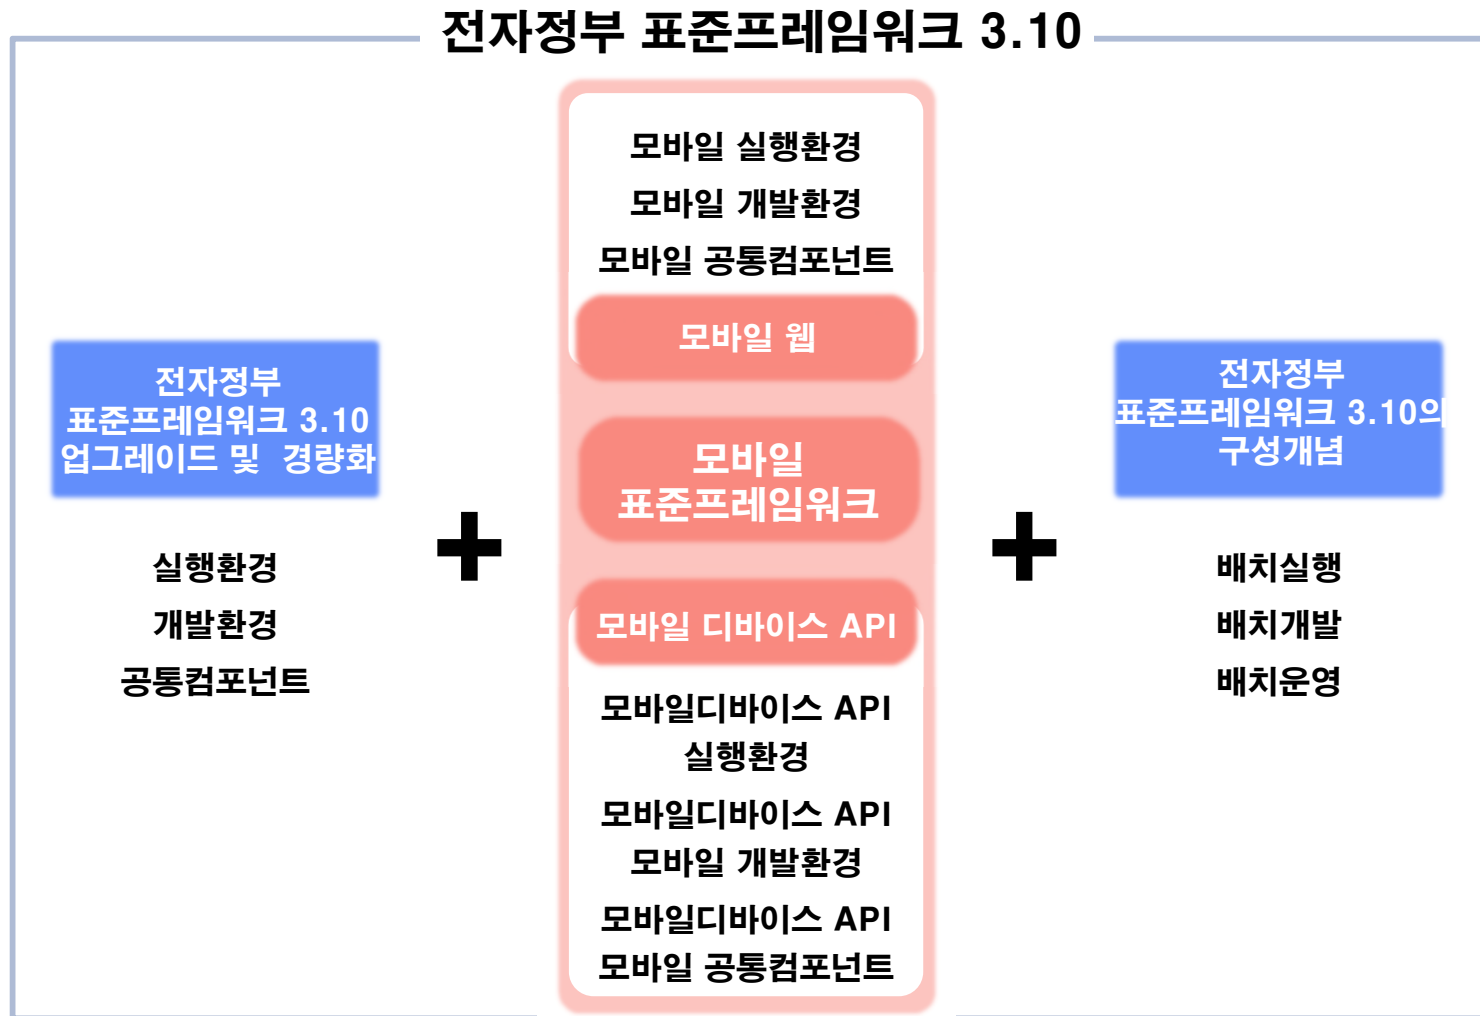 전자정부 표준프레임워크 3.10
전자정부
표준프레임워크 3.10
업그레이드 및 경량화
실행환경
개발환경
공통컴포넌트
모바일 실행환경
모바일 개발환경
모바일 공통컴포넌트
모바일 웹
모바일
표준프레임워크
모바일 디바이스 API
모바일디바이스 API
실행환경
모바일디바이스 API
모바일 개발환경
모바일디바이스 API
모바일 공통컴포넌트
전자정부
표준프레임워크 3.10의
구성개념
배치실행
배치개발
배치운영